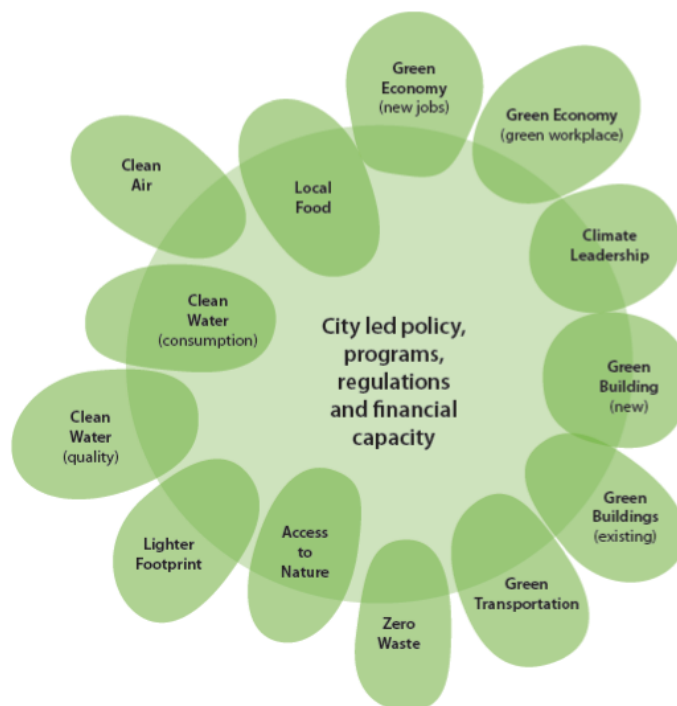 Green
Economy
(new jobs)
Green Economy
(green workplace)
Clean
Air
Local
Food
Climate
Leadership
Clean
Water
(consumption)
City led policy,
programs,
regulations
and financial
capacity
Green
Building
(new)
Clean
Water
(quality)
Green
Buildings
(existing)
Lighter
Footprint
Access
to
Nature
Green
Transportation
Zero
Waste